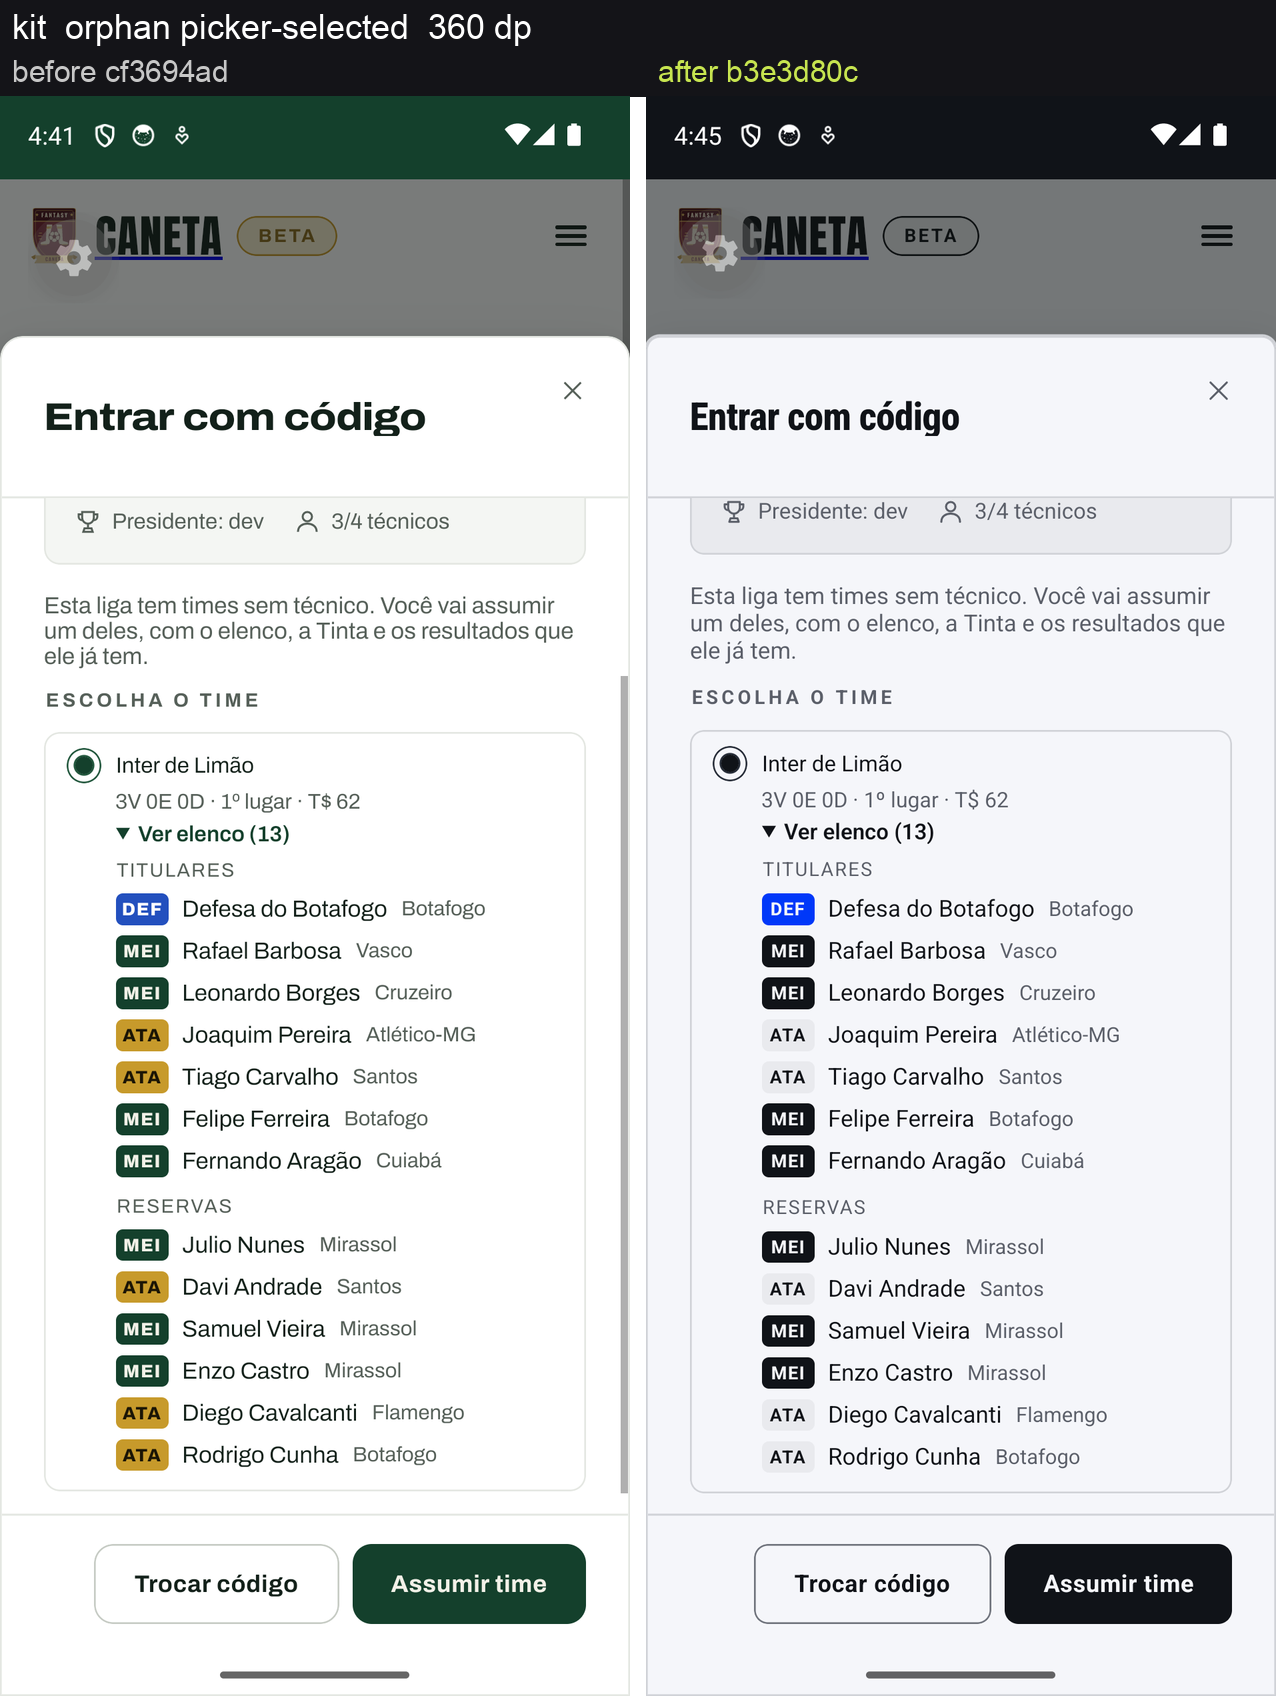 kit orphan picker-selected 360 dp
before cf3694ad
after b3e3d80c
4:41
FANTASY
CANETA
BETA
Entrar com código
Presidente: dev
3/4 técnicos
Esta liga tem times sem técnico. Você vai assumir
um deles, com o elenco, a Tinta e os resultados que
ele já tem.
ESCOLHA O TIME
Inter de Limão
3V 0E 0D · 1º lugar · T$ 62
▼ Ver elenco (13)
TITULARES
DEF Defesa do Botafogo Botafogo
MEI Rafael Barbosa Vasco
MEI Leonardo Borges Cruzeiro
ATA Joaquim Pereira Atlético-MG
ATA Tiago Carvalho Santos
MEI Felipe Ferreira Botafogo
MEI Fernando Aragão Cuiabá
RESERVAS
MEI Julio Nunes Mirassol
ATA Davi Andrade Santos
MEI Samuel Vieira Mirassol
MEI Enzo Castro Mirassol
ATA Diego Cavalcanti Flamengo
ATA Rodrigo Cunha Botafogo
Trocar código
Assumir time
4:45
FANTASY
CANETA
BETA
Entrar com código
Presidente: dev
3/4 técnicos
Esta liga tem times sem técnico. Você vai assumir
um deles, com o elenco, a Tinta e os resultados que
ele já tem.
ESCOLHA O TIME
Inter de Limão
3V 0E 0D · 1º lugar · T$ 62
▼ Ver elenco (13)
TITULARES
DEF Defesa do Botafogo Botafogo
MEI Rafael Barbosa Vasco
MEI Leonardo Borges Cruzeiro
ATA Joaquim Pereira Atlético-MG
ATA Tiago Carvalho Santos
MEI Felipe Ferreira Botafogo
MEI Fernando Aragão Cuiabá
RESERVAS
MEI Julio Nunes Mirassol
ATA Davi Andrade Santos
MEI Samuel Vieira Mirassol
MEI Enzo Castro Mirassol
ATA Diego Cavalcanti Flamengo
ATA Rodrigo Cunha Botafogo
Trocar código
Assumir time